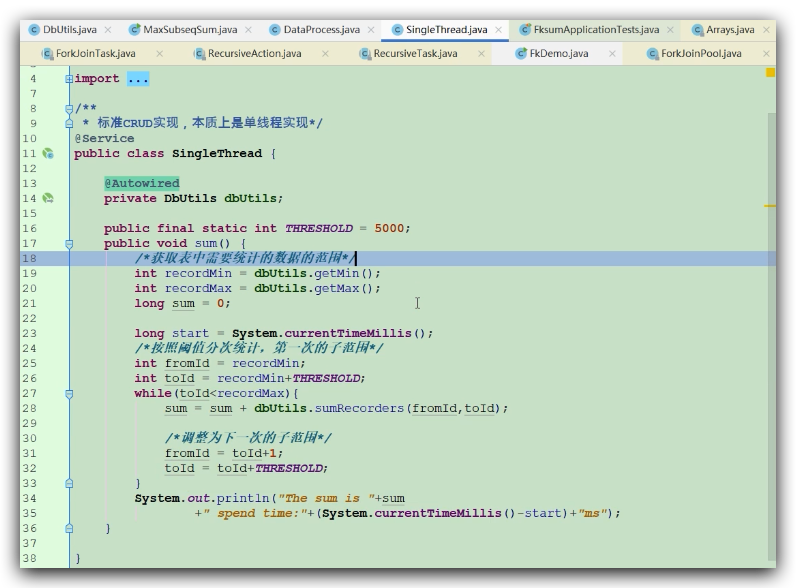 DbUtils.java MaxSubseqSum.java DataProcess.java SingleThread.java FksumApplicationTests.java Arrays.java
ForkJoinTask.java RecursiveAction.java RecursiveTask.java FkDemo.java ForkJoinPool.java
4 import ...
7
8 /**
9 * 标准CRUD实现，本质上是单线程实现*/
10 @Service
11 public class SingleThread {
12
13 @Autowired
14 private DbUtils dbUtils;
15
16 public final static int THRESHOLD = 5000;
17 public void sum() {
18 /*获取表中需要统计的数据的范围*/
19 int recordMin = dbUtils.getMin();
20 int recordMax = dbUtils.getMax();
21 long sum = 0;
22
23 long start = System.currentTimeMillis();
24 /*按照阈值分次统计，第一次的子范围*/
25 int fromId = recordMin;
26 int toId = recordMin+THRESHOLD;
27 while(toId<recordMax){
28 sum = sum + dbUtils.sumRecorders(fromId,toId);
29
30 /*调整为下一次的子范围*/
31 fromId = toId+1;
32 toId = toId+THRESHOLD;
33 }
34 System.out.println("The sum is "+sum
35 +" spend time:"+(System.currentTimeMillis()-start)+"ms");
36 }
37
38 }